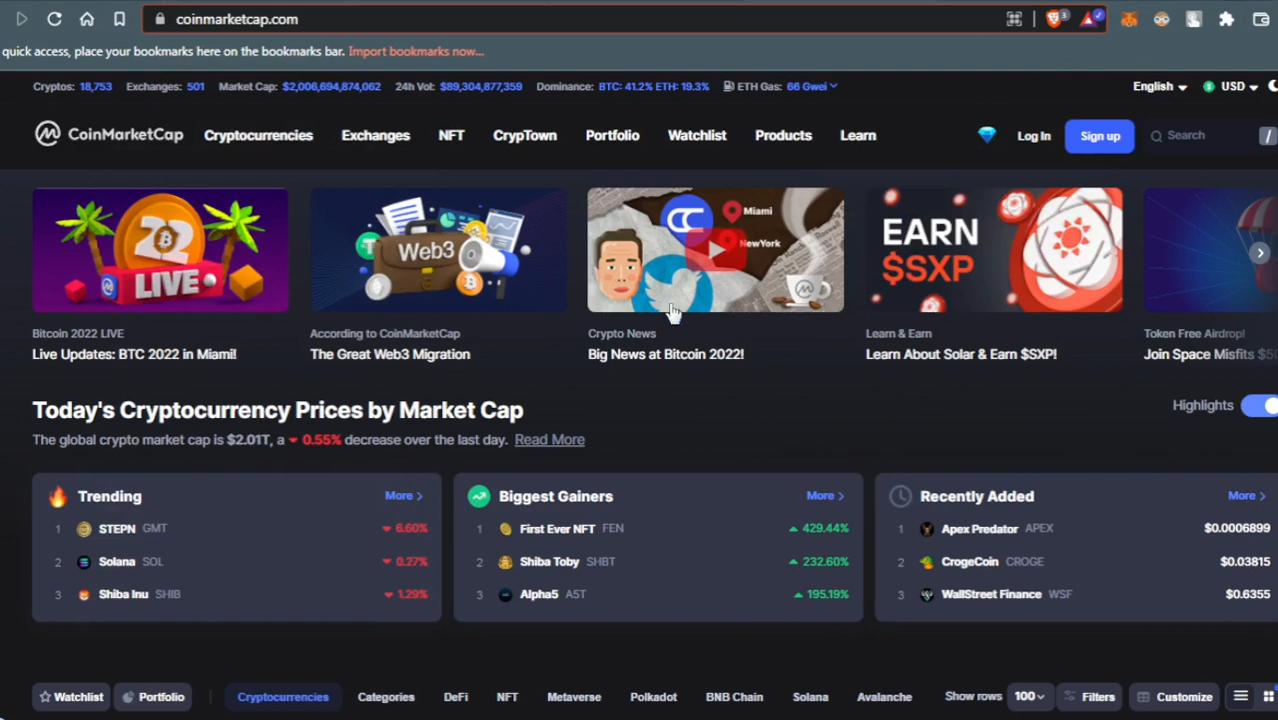 coinmarketcap.com
quick access, place your bookmarks here on the bookmarks bar. Import bookmarks now...
Cryptos: 18,753 Exchanges: 501 Market Cap: $2,006,694,874,062 24h Vol: $89,304,877,359 Dominance: BTC: 41.2% ETH: 19.3% ETH Gas: 66 Gwei English USD
CoinMarketCap Cryptocurrencies Exchanges NFT CrypTown Portfolio Watchlist Products Learn Log In Sign up Search /
22 LIVE
Web3
Miami
NewYork
EARN
$SXP
Bitcoin 2022 LIVE According to CoinMarketCap Crypto News Learn & Earn Token Free Airdrop!
Live Updates: BTC 2022 in Miami! The Great Web3 Migration Big News at Bitcoin 2022! Learn About Solar & Earn $SXP! Join Space Misfits
Today's Cryptocurrency Prices by Market Cap Highlights
The global crypto market cap is $2.01T, a 0.55% decrease over the last day. Read More
Trending More >
1 STEPN GMT 6.60%
2 Solana SOL 0.27%
3 Shiba Inu SHIB 1.29%
Biggest Gainers More >
1 First Ever NFT FEN 429.44%
2 Shiba Toby SHBT 232.60%
3 Alpha5 A5T 195.19%
Recently Added More >
1 Apex Predator APEX $0.0006899
2 CrogeCoin CROGE $0.03815
3 WallStreet Finance WSF $0.6355
Watchlist Portfolio Cryptocurrencies Categories DeFi NFT Metaverse Polkadot BNB Chain Solana Avalanche Show rows 100 Filters Customize